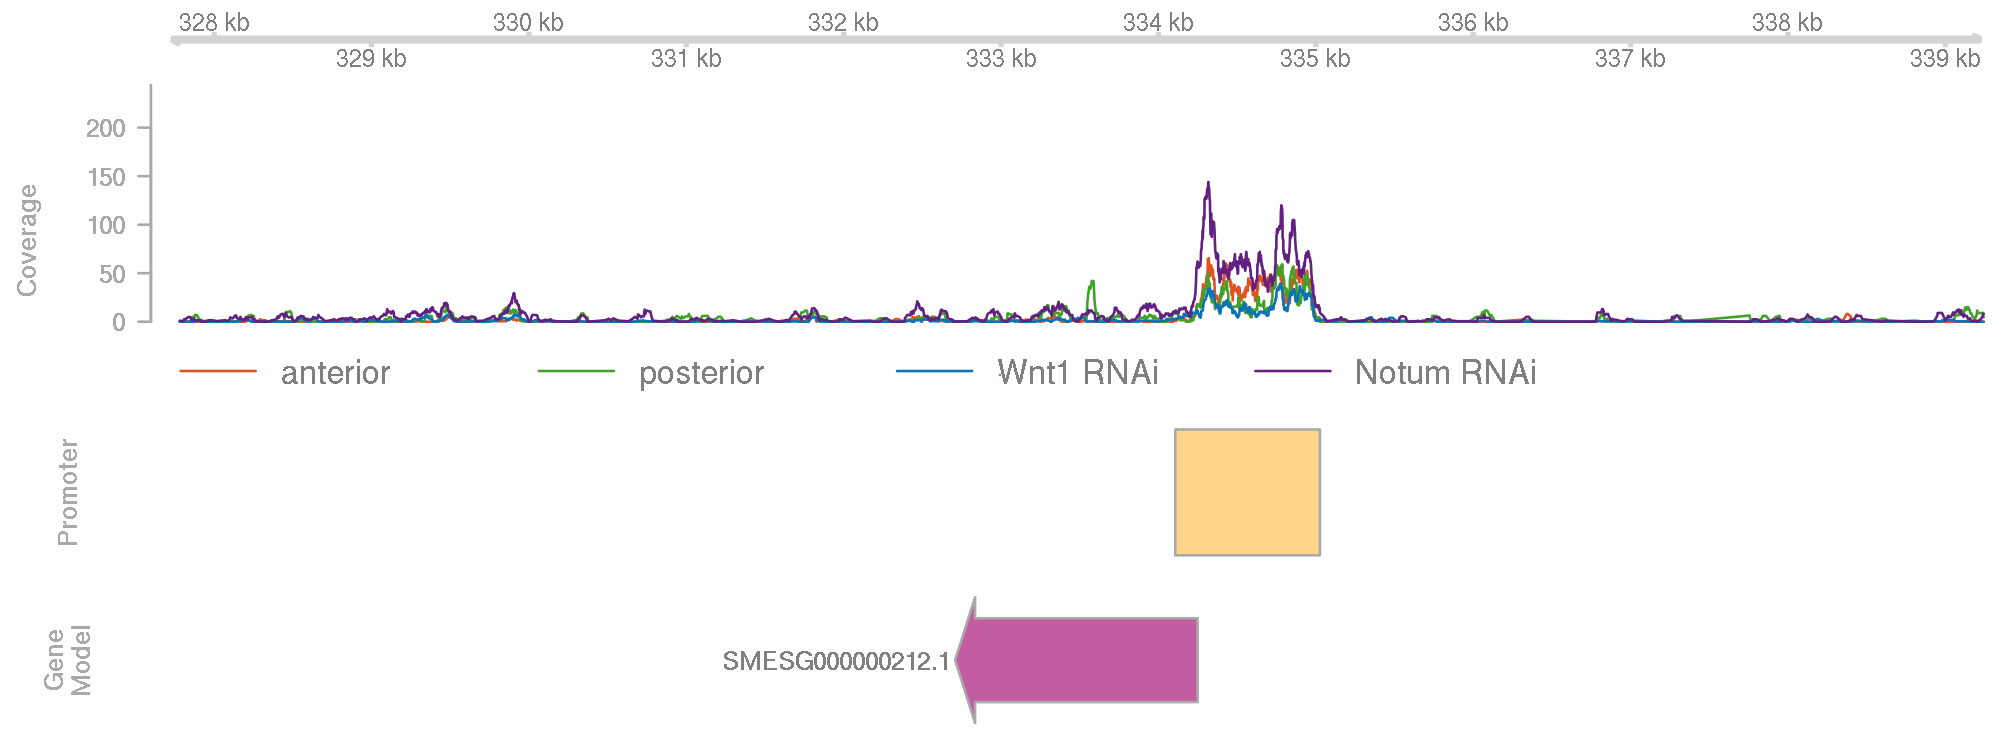 328 kb 330 kb 332 kb 334 kb 336 kb 338 kb
329 kb 331 kb 333 kb 335 kb 337 kb 339 kb
Coverage
200
150
100
50
0
anterior posterior Wnt1 RNAi Notum RNAi
Promoter
Gene
Model
SMESG000000212.1